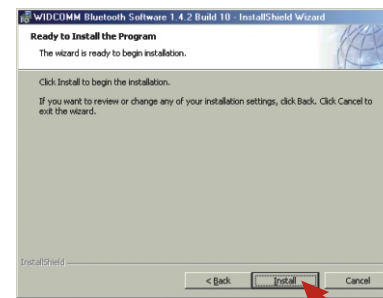 WIDCOMM Bluetooth Software 1.4.2 Build 10 - InstallShield Wizard
Ready to Install the Program
The wizard is ready to begin installation.
Click Install to begin the installation.
If you want to review or change any of your installation settings, click Back. Click Cancel to
exit the wizard.
InstallShield
< Back Install Cancel